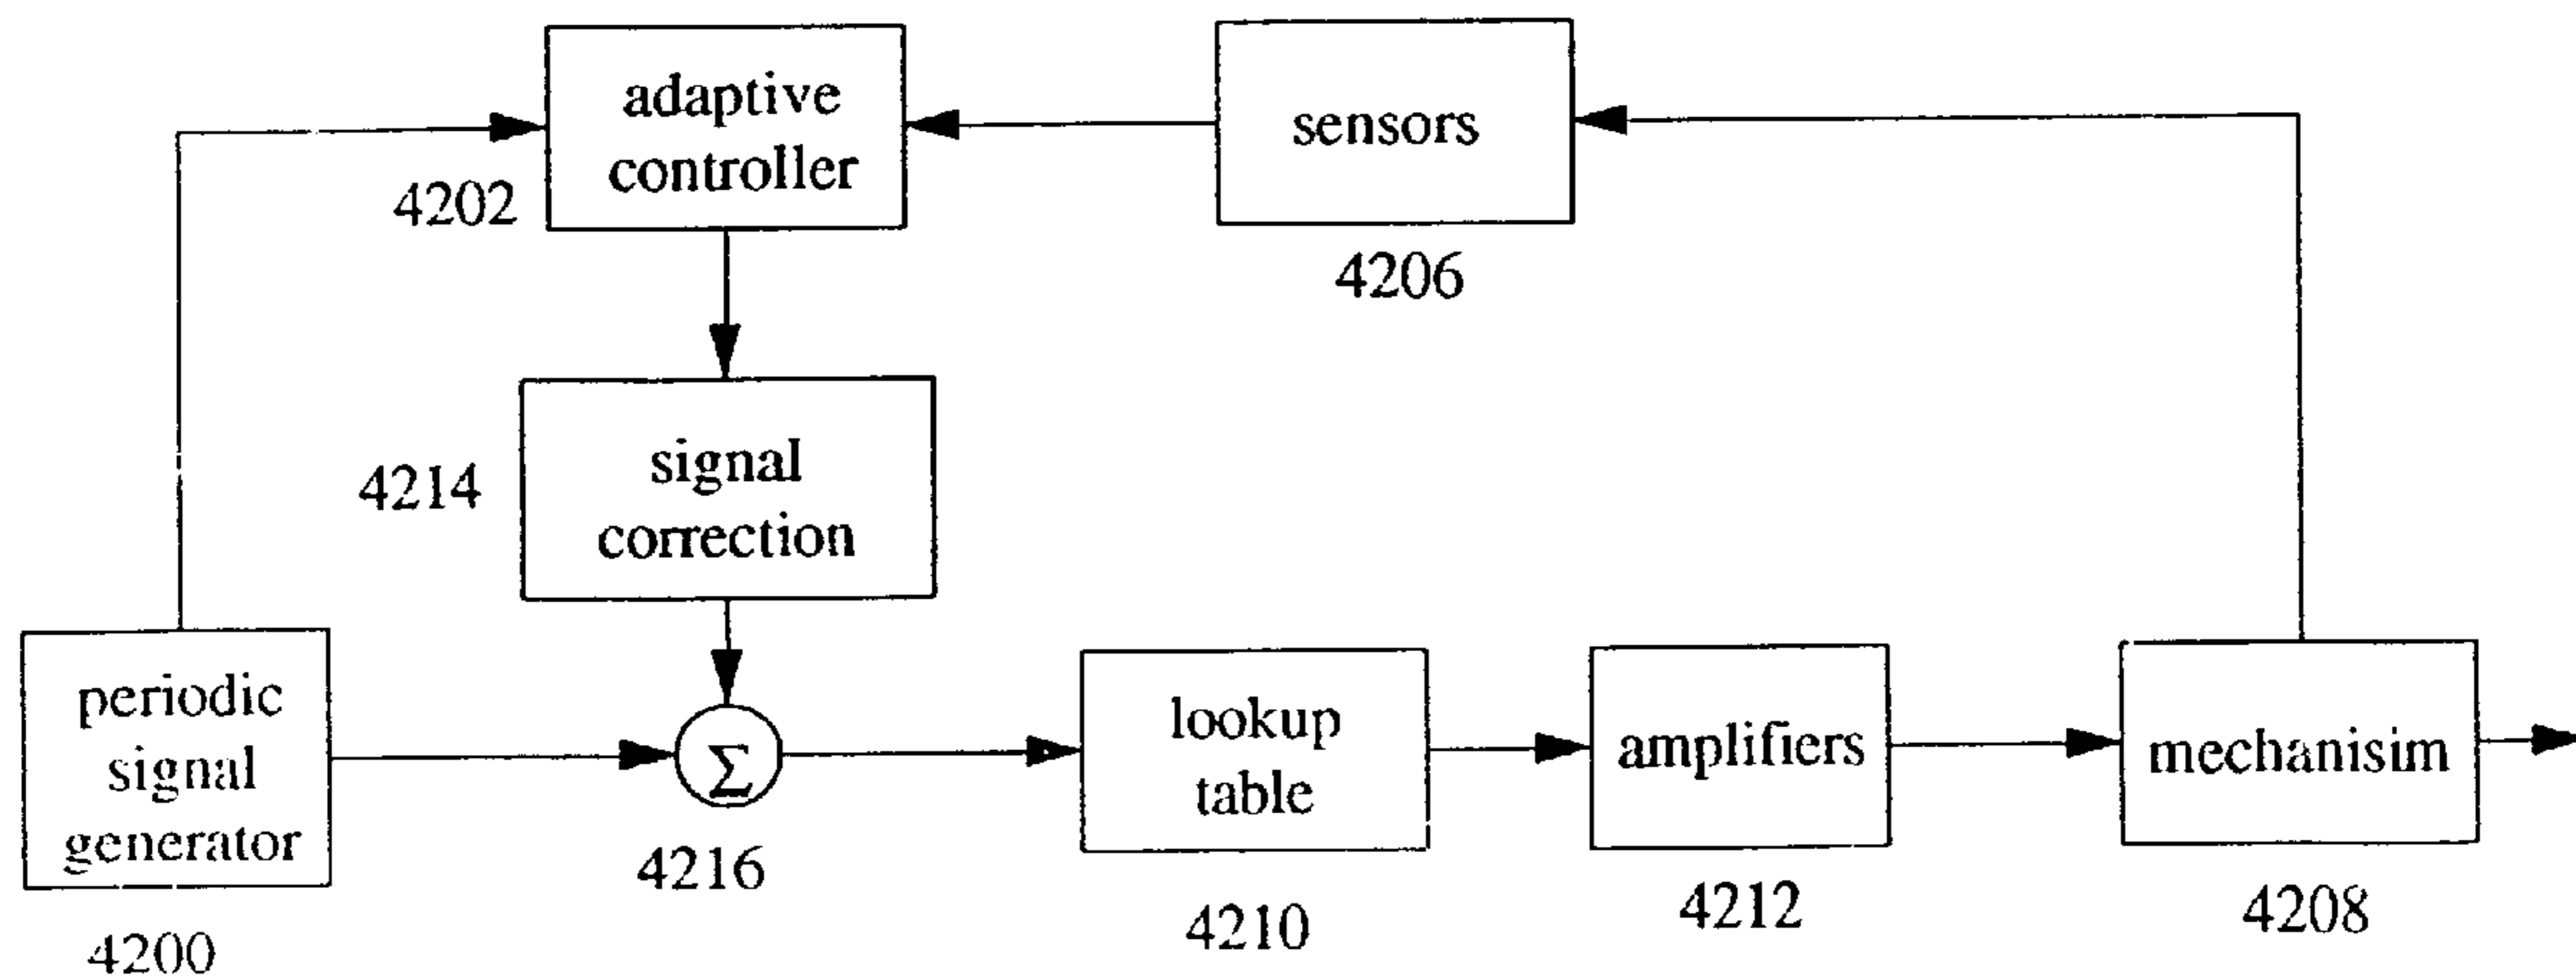 adaptive
controller
4202
sensors
4206
signal
correction
4214
periodic
signal
generator
4200
Σ
4216
lookup
table
4210
amplifiers
4212
mechanisim
4208